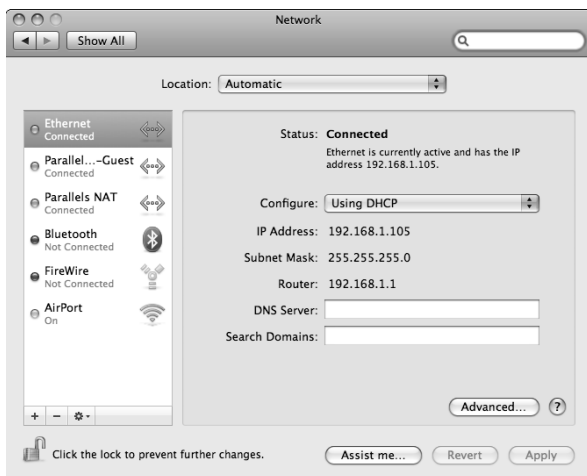 Network
Show All
Location: Automatic
Ethernet
Connected
Parallel...-Guest
Connected
Parallels NAT
Connected
Bluetooth
Not Connected
FireWire
Not Connected
AirPort
On
Status: Connected
Ethernet is currently active and has the IP
address 192.168.1.105.
Configure: Using DHCP
IP Address: 192.168.1.105
Subnet Mask: 255.255.255.0
Router: 192.168.1.1
DNS Server:
Search Domains:
Advanced... ?
+ −
Click the lock to prevent further changes.
Assist me... Revert Apply